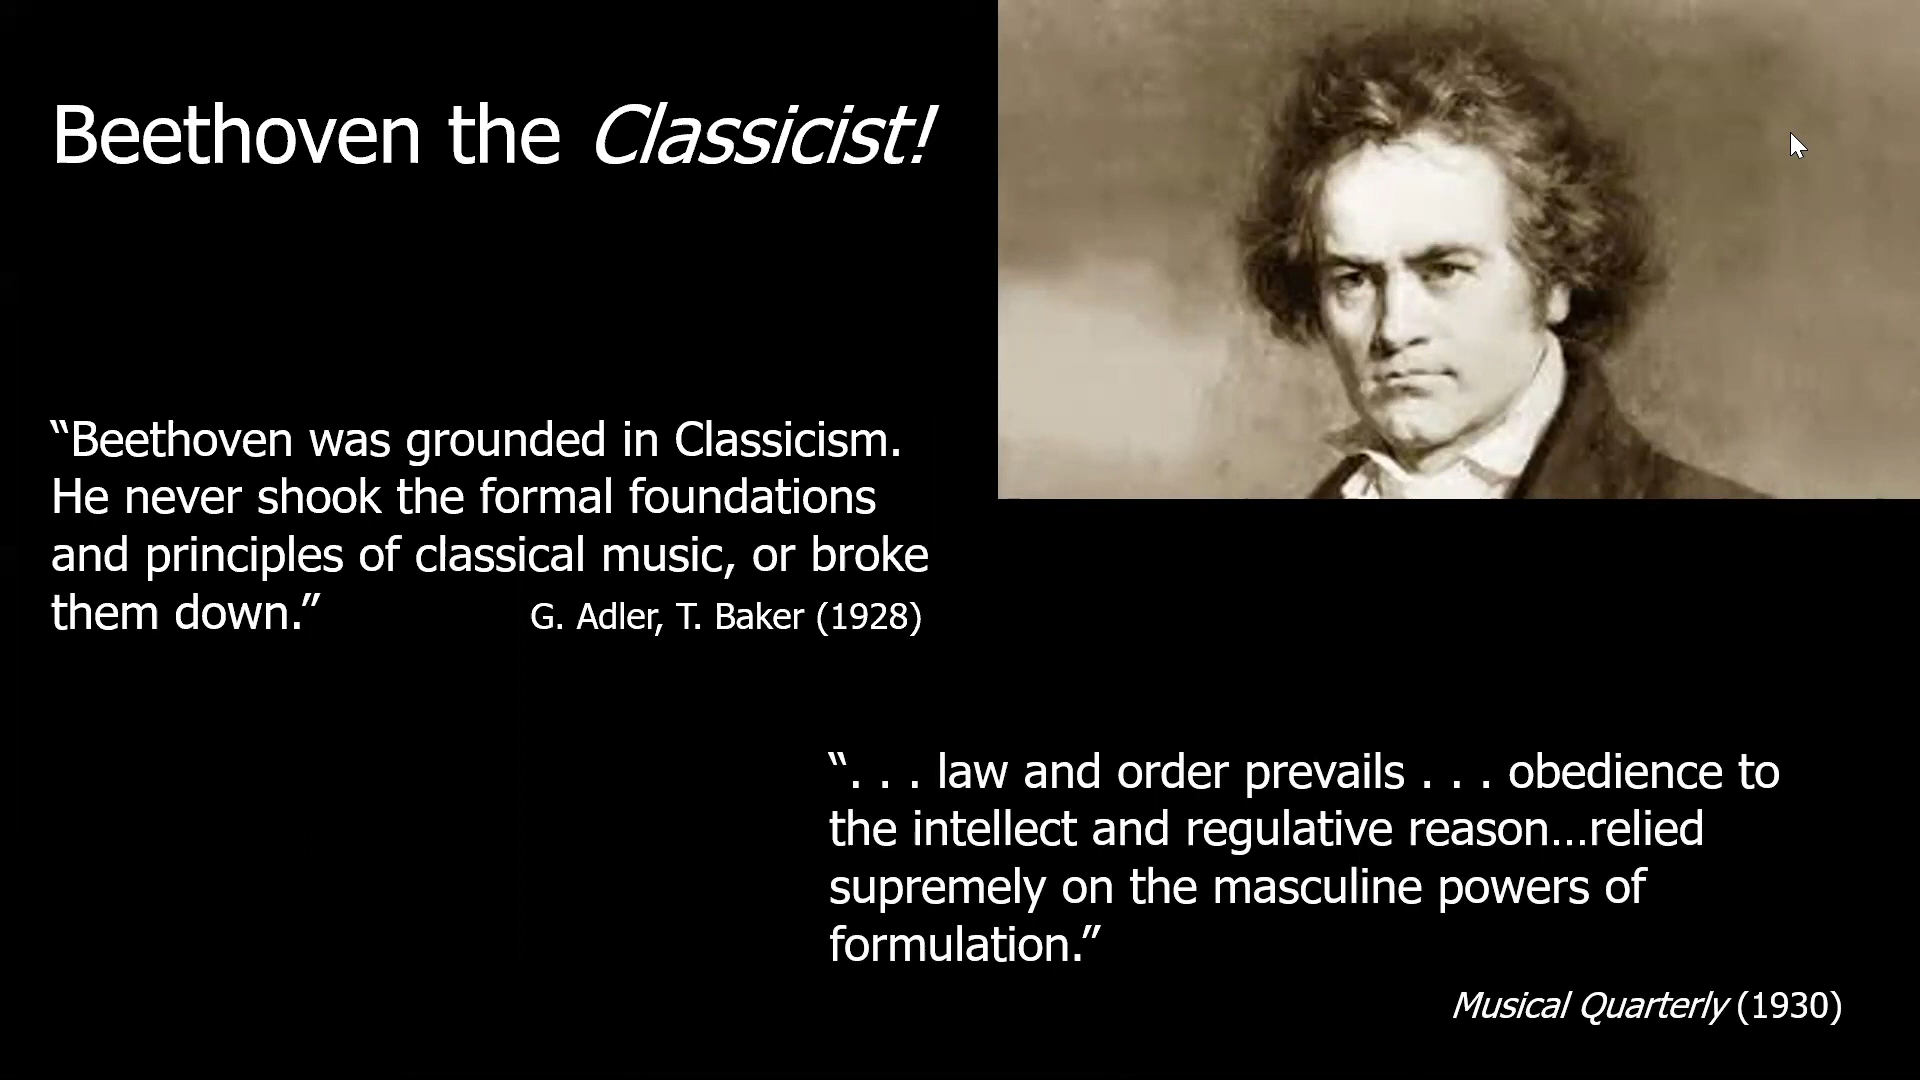 Beethoven the Classicist!
“Beethoven was grounded in Classicism.
He never shook the formal foundations
and principles of classical music, or broke
them down.” G. Adler, T. Baker (1928)
“. . . law and order prevails . . . obedience to
the intellect and regulative reason...relied
supremely on the masculine powers of
formulation.”
Musical Quarterly (1930)